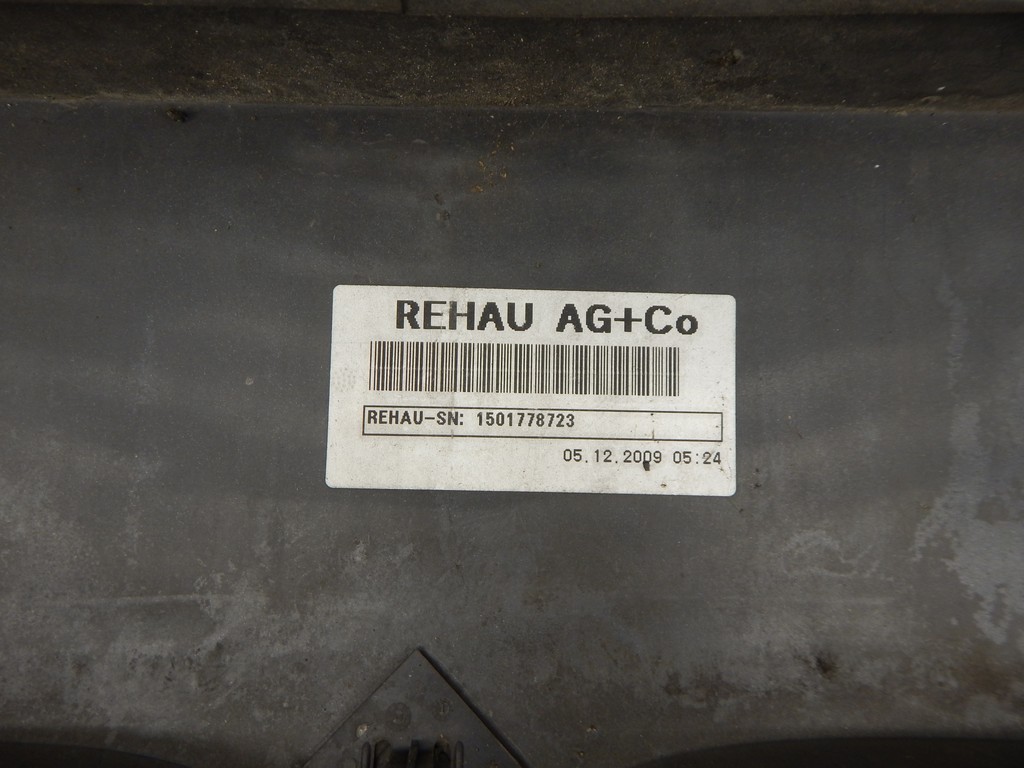 REHAU AG+Co
REHAU-SN: 1501778723
05.12.2009 05:24